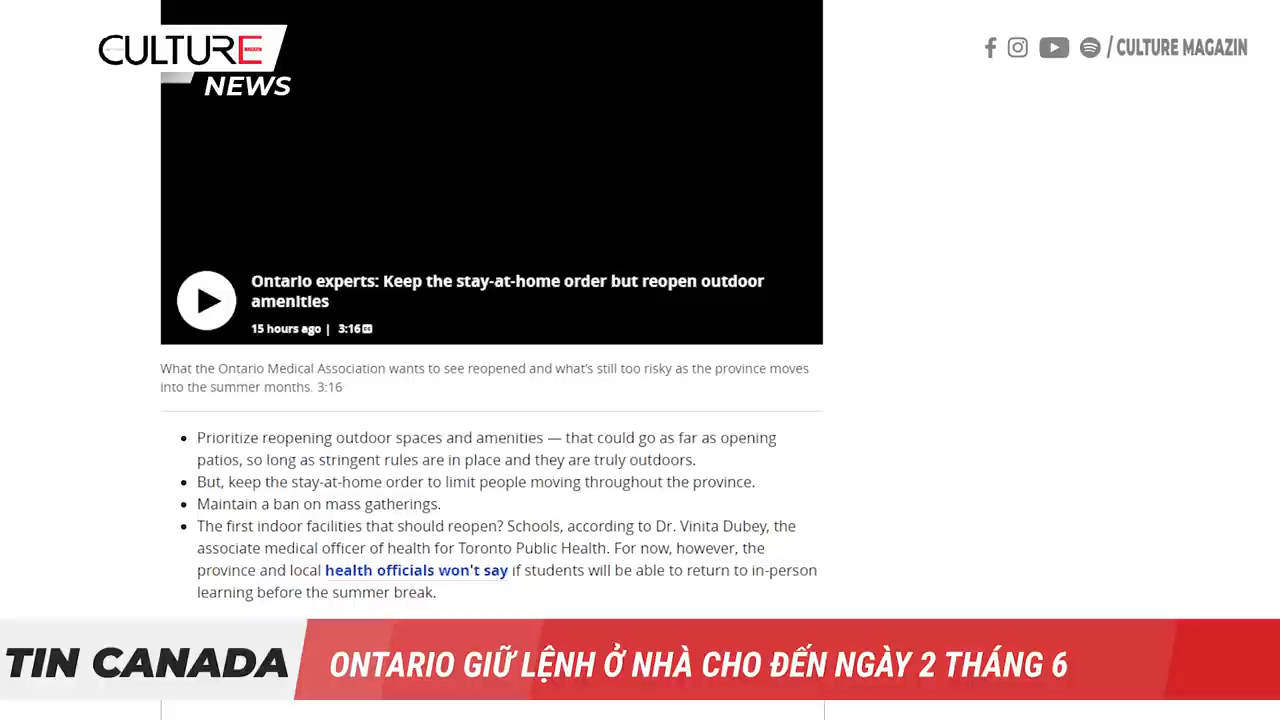 CULTURE
NEWS
/ CULTURE MAGAZIN
Ontario experts: Keep the stay-at-home order but reopen outdoor
amenities
15 hours ago | 3:16
What the Ontario Medical Association wants to see reopened and what's still too risky as the province moves
into the summer months. 3:16
• Prioritize reopening outdoor spaces and amenities — that could go as far as opening
patios, so long as stringent rules are in place and they are truly outdoors.
• But, keep the stay-at-home order to limit people moving throughout the province.
• Maintain a ban on mass gatherings.
• The first indoor facilities that should reopen? Schools, according to Dr. Vinita Dubey, the
associate medical officer of health for Toronto Public Health. For now, however, the
province and local health officials won't say if students will be able to return to in-person
learning before the summer break.
TIN CANADA
ONTARIO GIỮ LỆNH Ở NHÀ CHO ĐẾN NGÀY 2 THÁNG 6